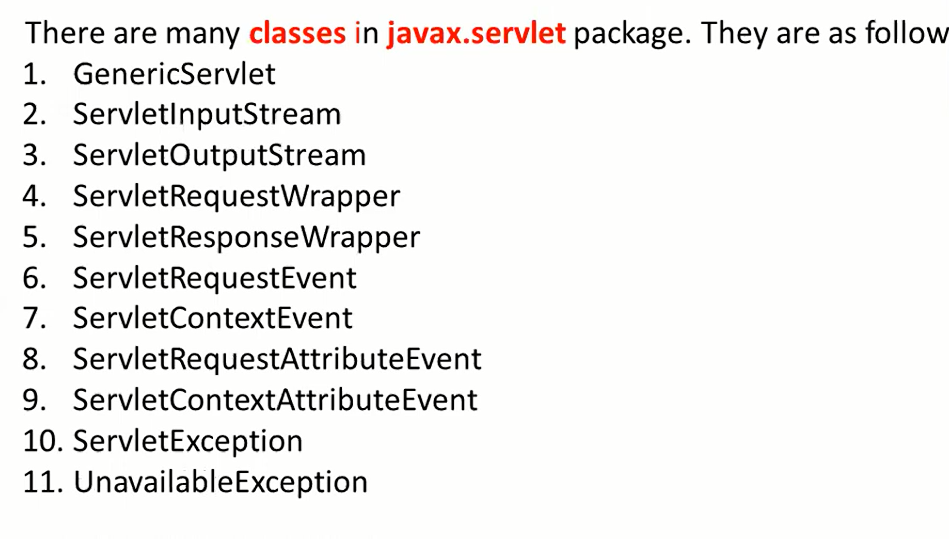 There are many classes in javax.servlet package. They are as follow
1. GenericServlet
2. ServletInputStream
3. ServletOutputStream
4. ServletRequestWrapper
5. ServletResponseWrapper
6. ServletRequestEvent
7. ServletContextEvent
8. ServletRequestAttributeEvent
9. ServletContextAttributeEvent
10. ServletException
11. UnavailableException